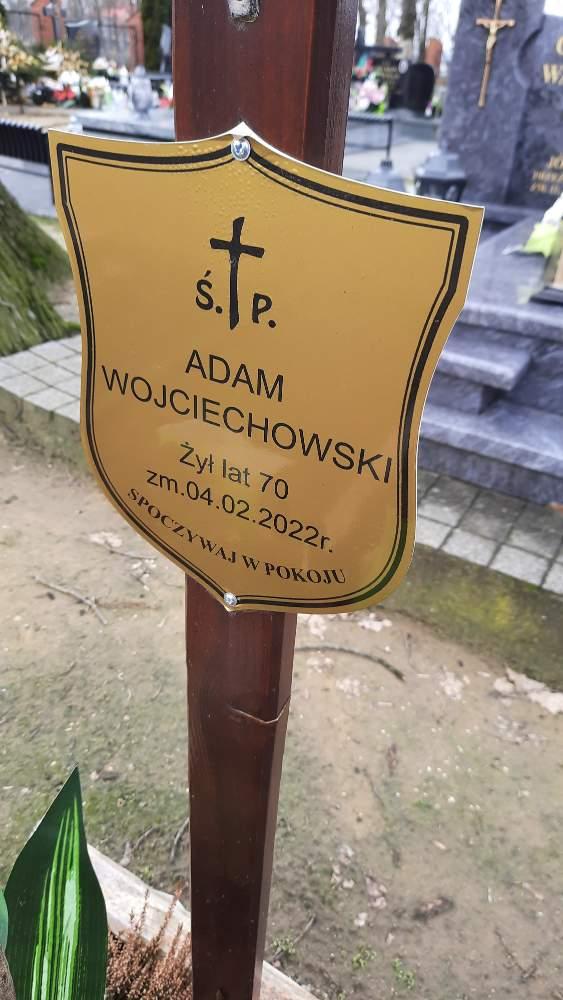 Ś. P.
ADAM
WOJCIECHOWSKI
Żył lat 70
zm.04.02.2022r.
SPOCZYWAJ W POKOJU